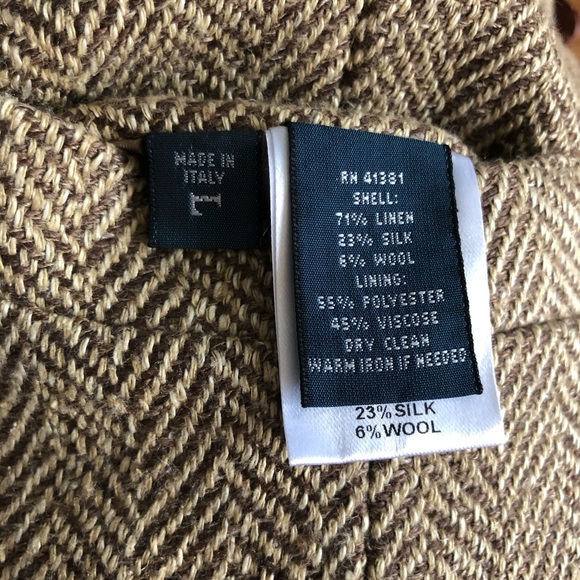 MADE IN
ITALY
L
RN 41381
SHELL:
71% LINEN
23% SILK
6% WOOL
LINING:
55% POLYESTER
45% VISCOSE
DRY CLEAN
WARM IRON IF NEEDED
23% SILK
6% WOOL